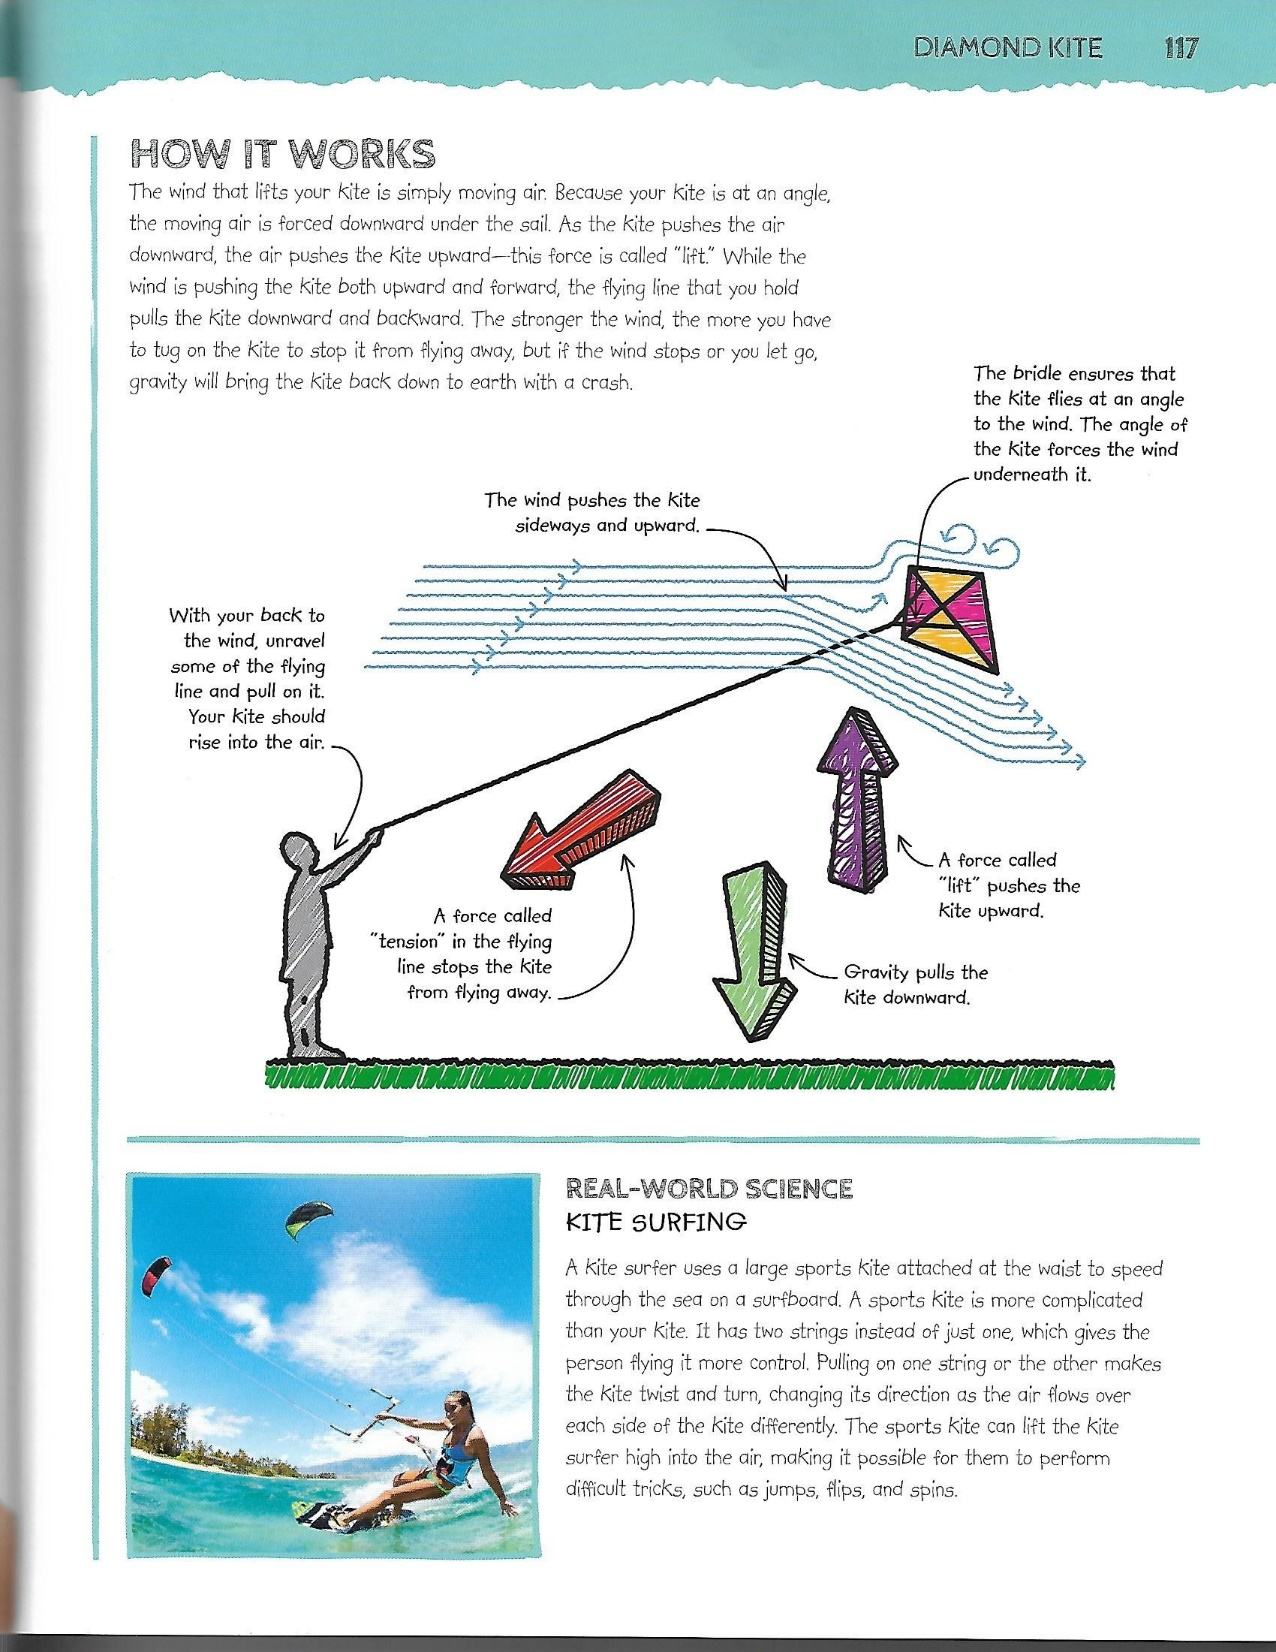 DIAMOND KITE 117
HOW IT WORKS
The wind that lifts your kite is simply moving air. Because your kite is at an angle,
the moving air is forced downward under the sail. As the kite pushes the air
downward, the air pushes the kite upward—this force is called "lift." While the
wind is pushing the kite both upward and forward, the flying line that you hold
pulls the kite downward and backward. The stronger the wind, the more you have
to tug on the kite to stop it from flying away, but if the wind stops or you let go,
gravity will bring the kite back down to earth with a crash.
The bridle ensures that
the kite flies at an angle
to the wind. The angle of
the kite forces the wind
underneath it.
The wind pushes the kite
sideways and upward.
With your back to
the wind, unravel
some of the flying
line and pull on it.
Your kite should
rise into the air.
A force called
"lift" pushes the
kite upward.
A force called
"tension" in the flying
line stops the kite
from flying away.
Gravity pulls the
kite downward.
REAL-WORLD SCIENCE
KITE SURFING
A kite surfer uses a large sports kite attached at the waist to speed
through the sea on a surfboard. A sports kite is more complicated
than your kite. It has two strings instead of just one, which gives the
person flying it more control. Pulling on one string or the other makes
the kite twist and turn, changing its direction as the air flows over
each side of the kite differently. The sports kite can lift the kite
surfer high into the air, making it possible for them to perform
difficult tricks, such as jumps, flips, and spins.